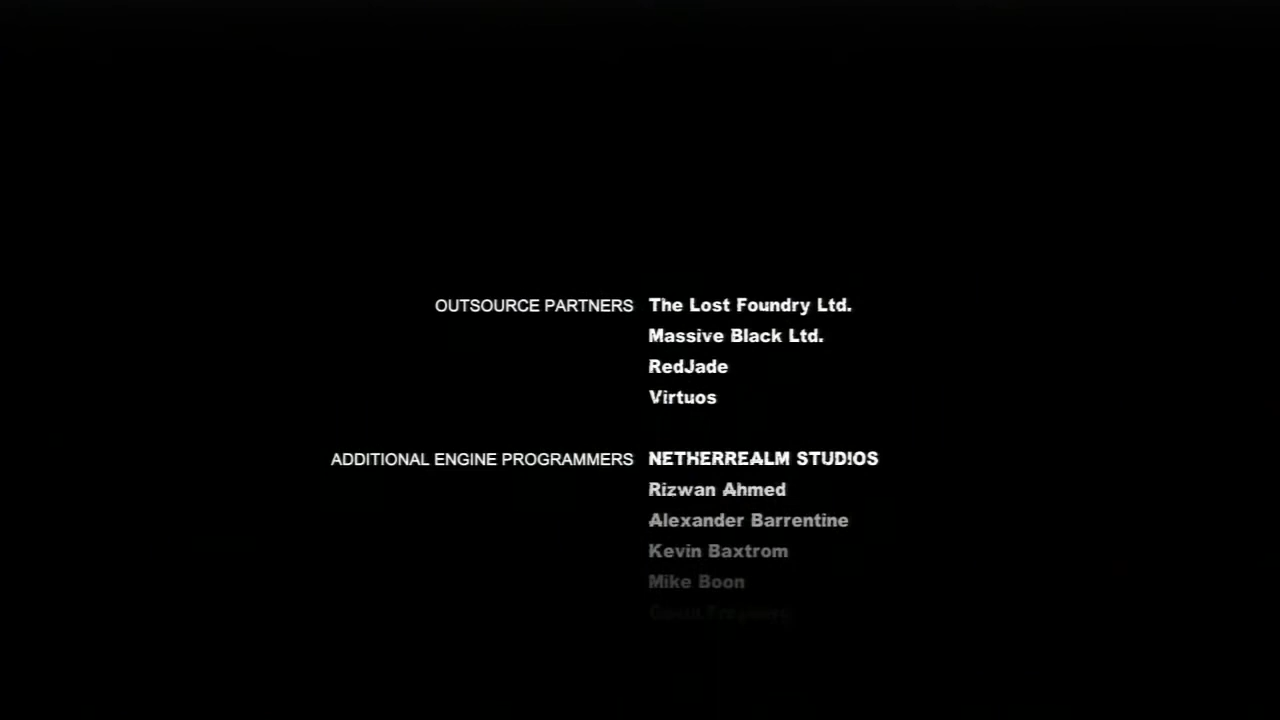 OUTSOURCE PARTNERS The Lost Foundry Ltd.
Massive Black Ltd.
RedJade
Virtuos
ADDITIONAL ENGINE PROGRAMMERS NETHERREALM STUDIOS
Rizwan Ahmed
Alexander Barrentine
Kevin Baxtrom
Mike Boon